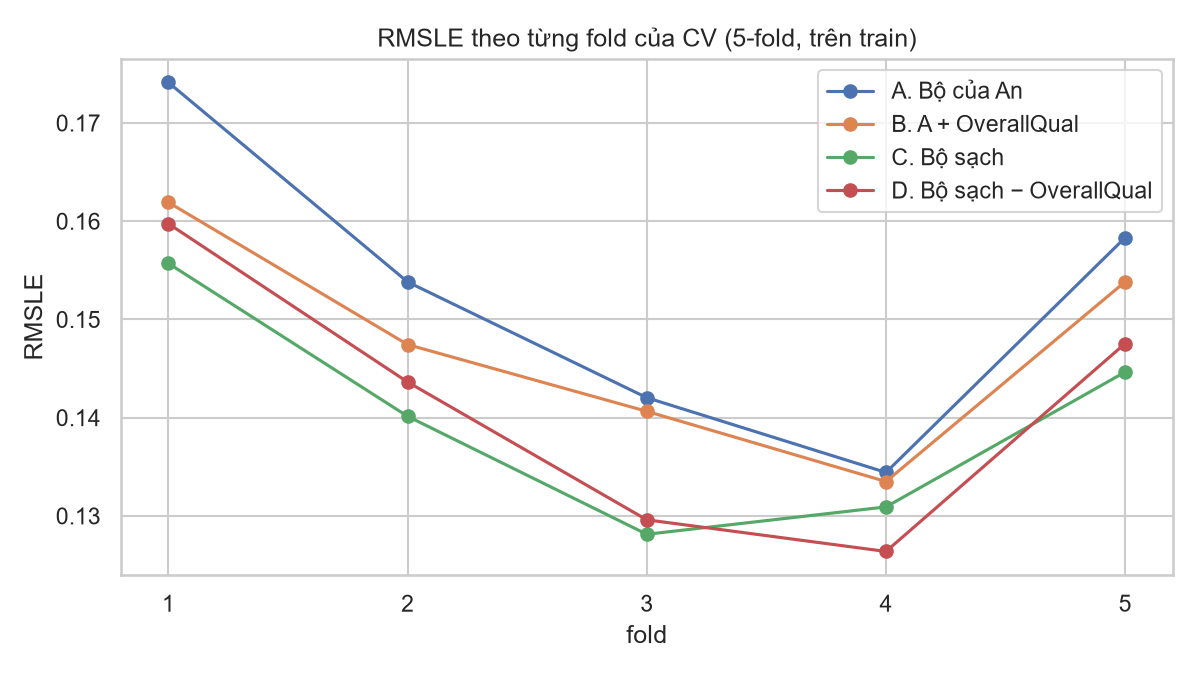 RMSLE theo từng fold của CV (5-fold, trên train)
A. Bộ của An
B. A + OverallQual
C. Bộ sạch
D. Bộ sạch − OverallQual
RMSLE
0.17
0.16
0.15
0.14
0.13
1 2 3 4 5
fold